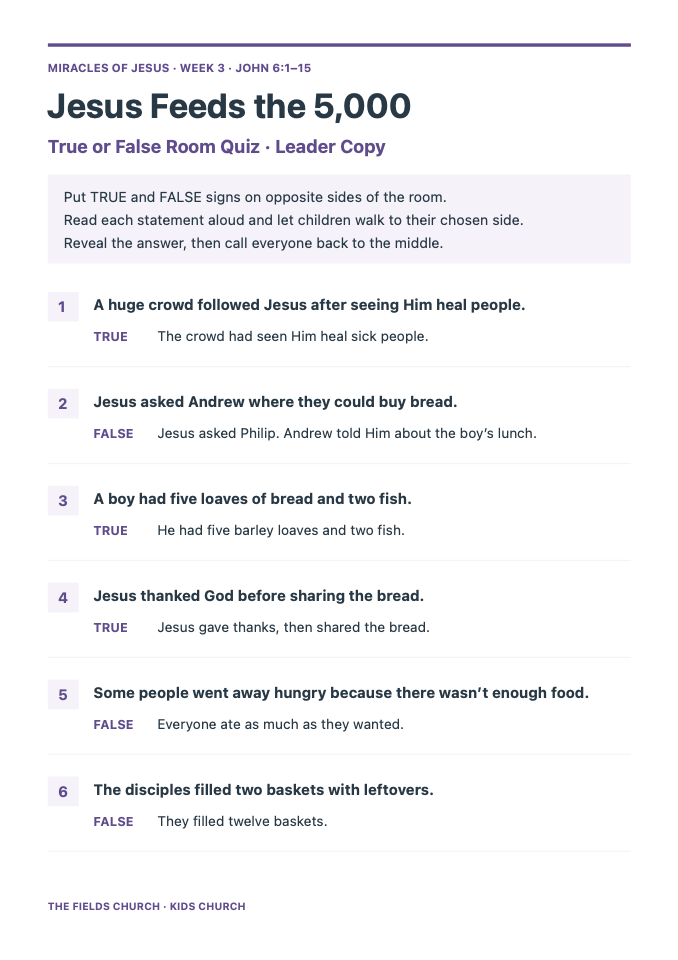 MIRACLES OF JESUS · WEEK 3 · JOHN 6:1–15
Jesus Feeds the 5,000
True or False Room Quiz · Leader Copy
Put TRUE and FALSE signs on opposite sides of the room.
Read each statement aloud and let children walk to their chosen side.
Reveal the answer, then call everyone back to the middle.
1 A huge crowd followed Jesus after seeing Him heal people.
TRUE The crowd had seen Him heal sick people.
2 Jesus asked Andrew where they could buy bread.
FALSE Jesus asked Philip. Andrew told Him about the boy’s lunch.
3 A boy had five loaves of bread and two fish.
TRUE He had five barley loaves and two fish.
4 Jesus thanked God before sharing the bread.
TRUE Jesus gave thanks, then shared the bread.
5 Some people went away hungry because there wasn’t enough food.
FALSE Everyone ate as much as they wanted.
6 The disciples filled two baskets with leftovers.
FALSE They filled twelve baskets.
THE FIELDS CHURCH · KIDS CHURCH